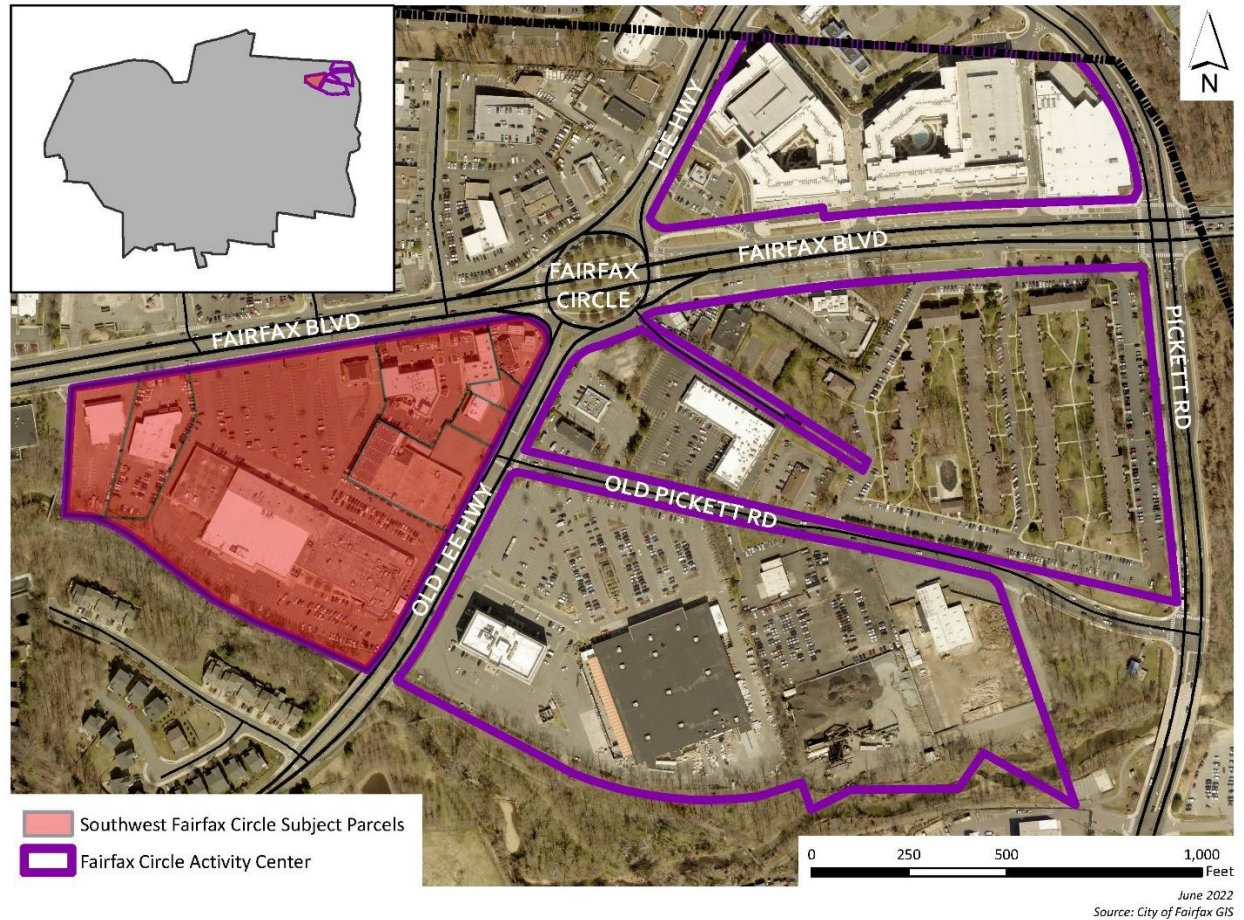 N
LEE HWY
FAIRFAX BLVD
FAIRFAX
CIRCLE
FAIRFAX BLVD
PICKETT RD
OLD PICKETT RD
OLD LEE HWY
Southwest Fairfax Circle Subject Parcels
Fairfax Circle Activity Center
0 250 500 1,000
Feet
June 2022
Source: City of Fairfax GIS